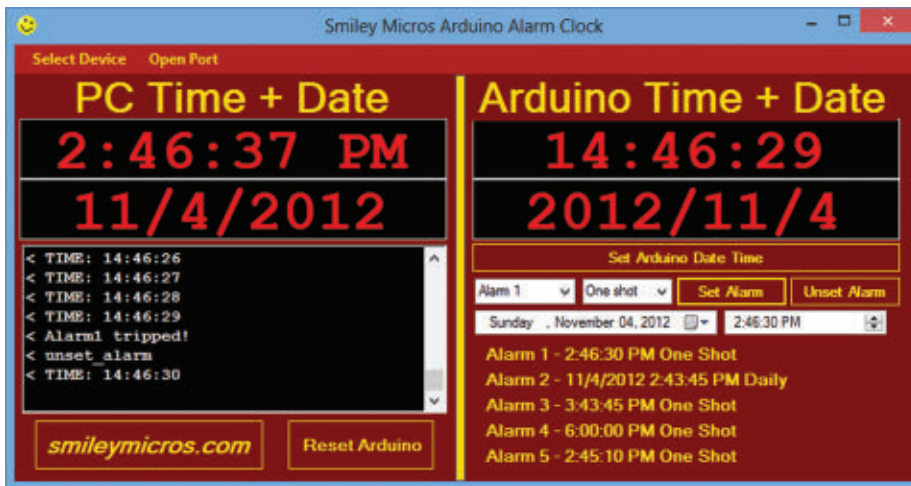 Smiley Micros Arduino Alarm Clock
Select Device Open Port
PC Time + Date
2:46:37 PM
11/4/2012
< TIME: 14:46:26
< TIME: 14:46:27
< TIME: 14:46:28
< TIME: 14:46:29
< Alarm1 tripped!
< unset_alarm
< TIME: 14:46:30
smileymicros.com
Reset Arduino
Arduino Time + Date
14:46:29
2012/11/4
Set Arduino Date Time
Alarm 1 One shot Set Alarm Unset Alarm
Sunday , November 04, 2012 2:46:30 PM
Alarm 1 - 2:46:30 PM One Shot
Alarm 2 - 11/4/2012 2:43:45 PM Daily
Alarm 3 - 3:43:45 PM One Shot
Alarm 4 - 6:00:00 PM One Shot
Alarm 5 - 2:45:10 PM One Shot